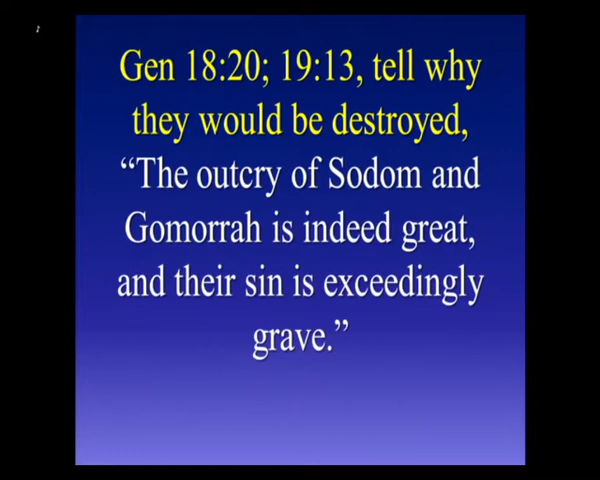 Gen 18:20; 19:13, tell why
they would be destroyed,
“The outcry of Sodom and
Gomorrah is indeed great,
and their sin is exceedingly
grave.”